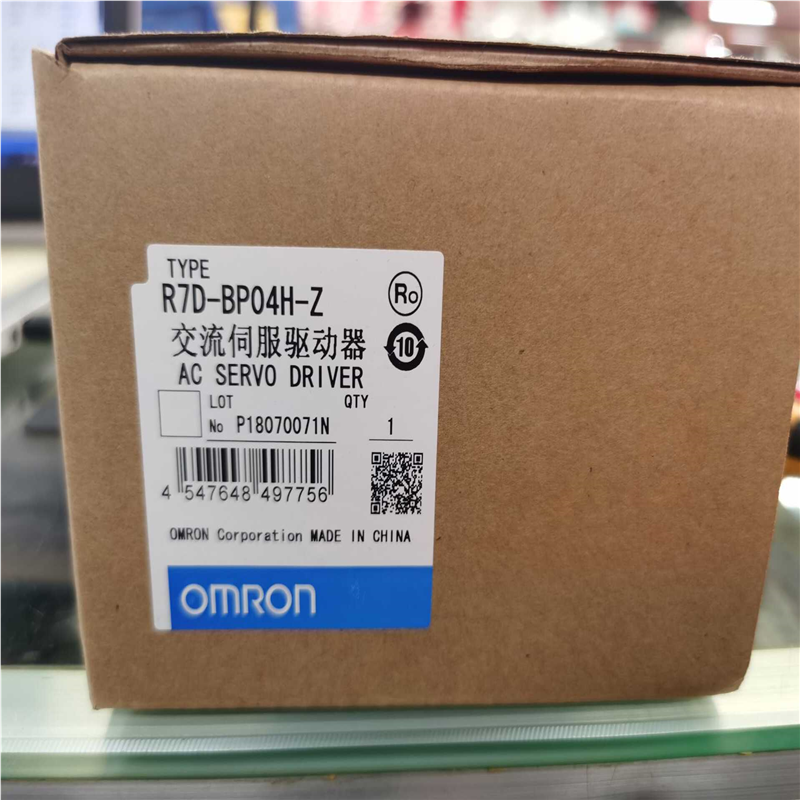 TYPE
R7D-BP04H-Z
Ro
交流伺服驱动器
10
AC SERVO DRIVER
LOT QTY
No P18070071N 1
4 547648 497756
OMRON Corporation MADE IN CHINA
OMRON